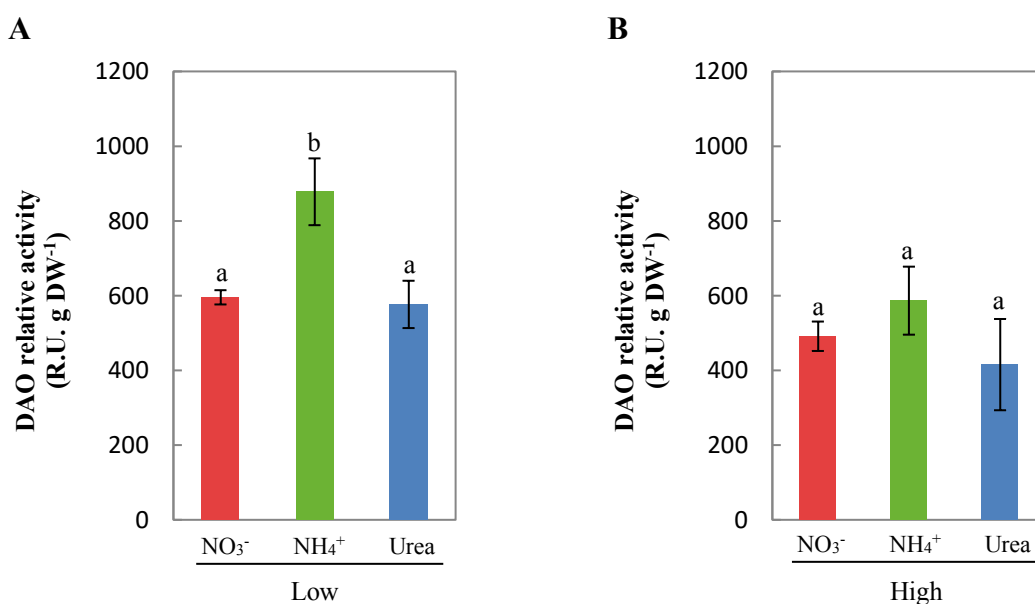 A
DAO relative activity
(R.U. g DW⁻¹)
1200
1000
800
600
400
200
0
a
b
a
NO₃⁻ NH₄⁺ Urea
Low
B
DAO relative activity
(R.U. g DW⁻¹)
1200
1000
800
600
400
200
0
a
a
a
NO₃⁻ NH₄⁺ Urea
High